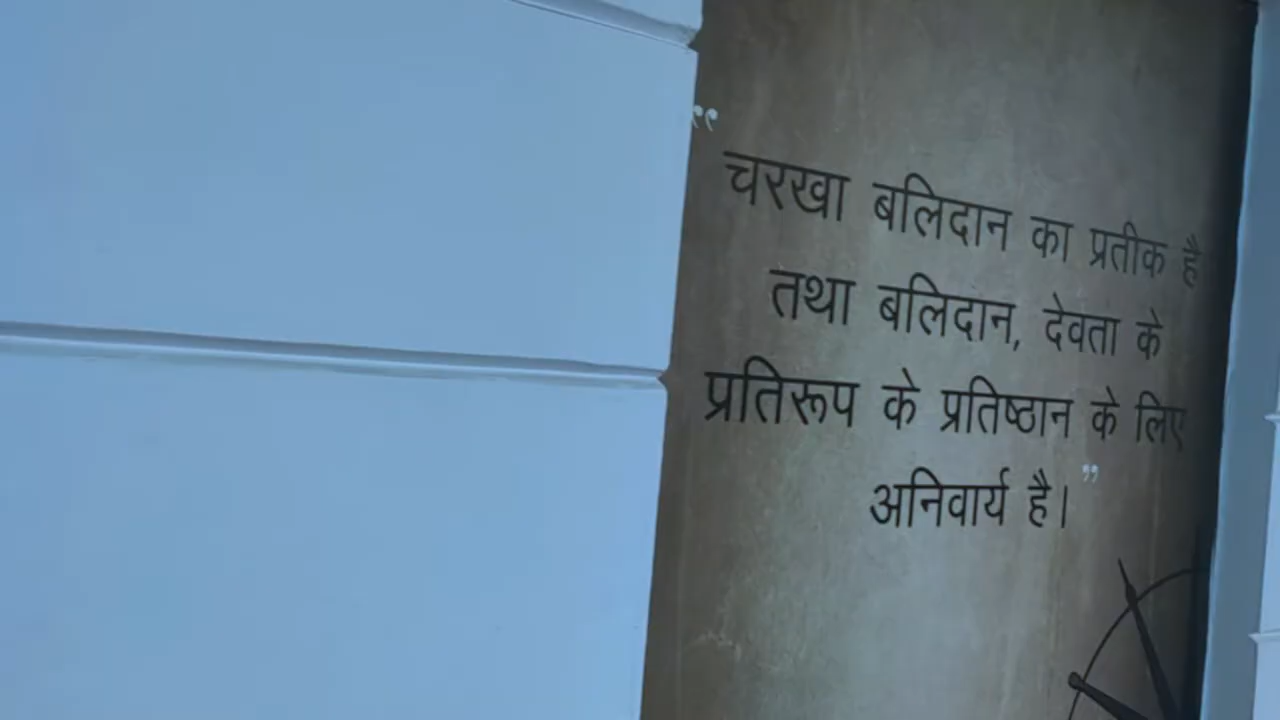 “चरखा बलिदान का प्रतीक है
तथा बलिदान, देवता के
प्रतिरूप के प्रतिष्ठान के लिए
अनिवार्य है।”